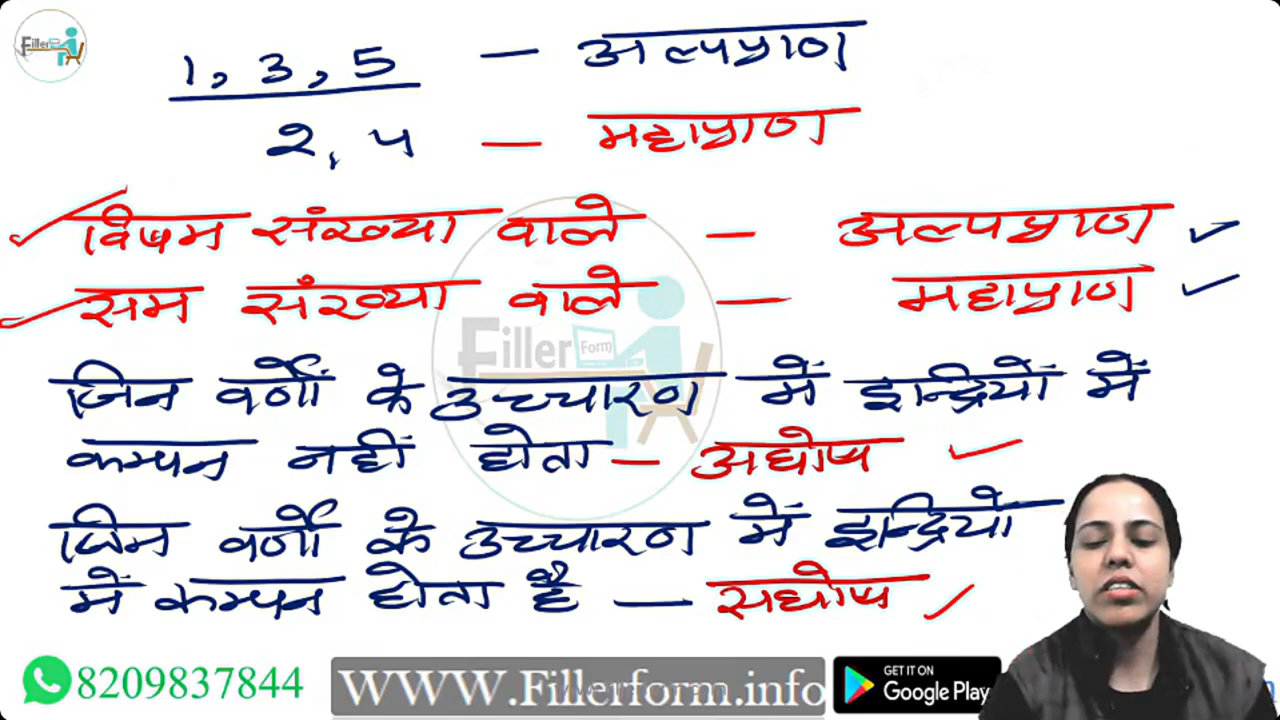 Filler Form
1, 3, 5 — अल्पप्राण
2, 4 — महाप्राण
विषम संख्या वाले — अल्पप्राण
सम संख्या वाले — महाप्राण
Filler Form
जिन वर्णों के उच्चारण में इन्द्रियों में
कम्पन नहीं होता — अघोष
जिन वर्णों के उच्चारण में इन्द्रियों
में कम्पन होता है — सघोष
8209837844
WWW.Fillerform.info
GET IT ON
Google Play